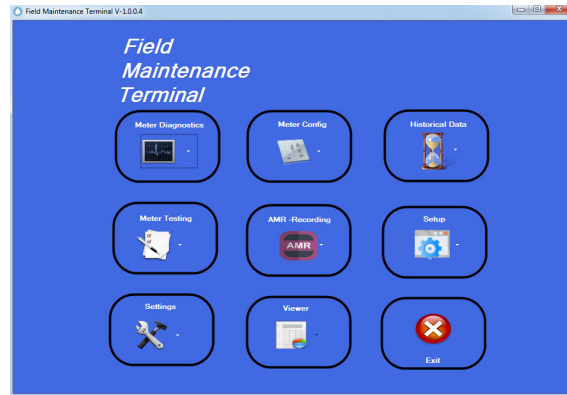 Field Maintenance Terminal V-1.0.0.4
Field
Maintenance
Terminal
Meter Diagnostics
Meter Config
Historical Data
Meter Testing
AMR -Recording
Setup
AMR
Settings
Viewer
Exit